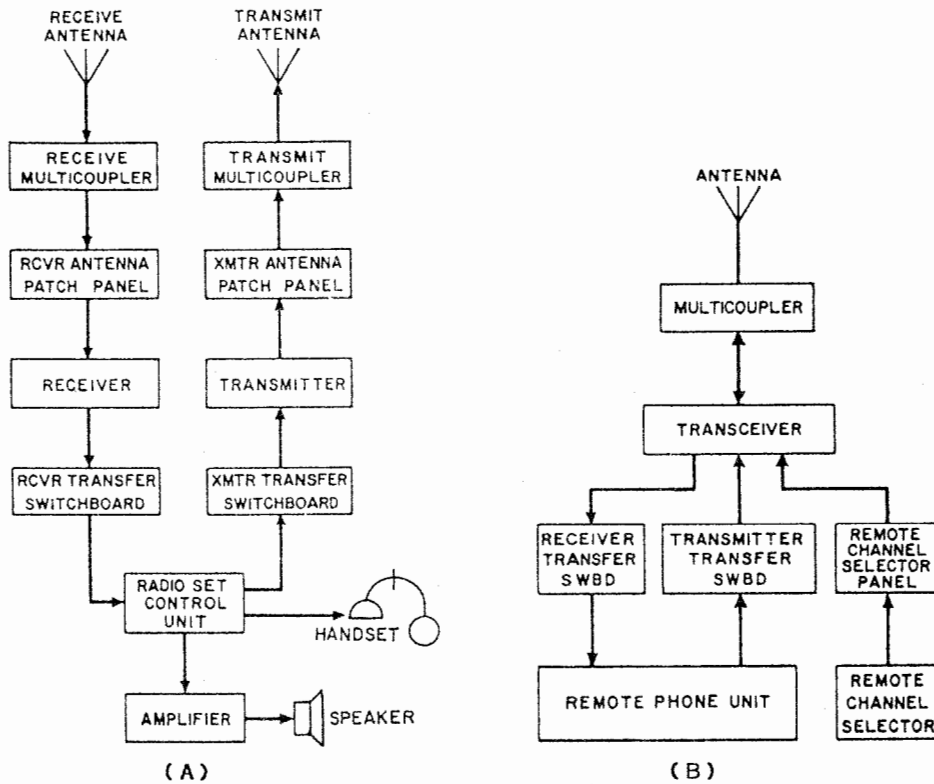 RECEIVE
ANTENNA
TRANSMIT
ANTENNA
RECEIVE
MULTICOUPLER
TRANSMIT
MULTICOUPLER
RCVR ANTENNA
PATCH PANEL
XMTR ANTENNA
PATCH PANEL
RECEIVER
TRANSMITTER
RCVR TRANSFER
SWITCHBOARD
XMTR TRANSFER
SWITCHBOARD
RADIO SET
CONTROL
UNIT
HANDSET
AMPLIFIER
SPEAKER
(A)
ANTENNA
MULTICOUPLER
TRANSCEIVER
RECEIVER
TRANSFER
SWBD
TRANSMITTER
TRANSFER
SWBD
REMOTE
CHANNEL
SELECTOR
PANEL
REMOTE PHONE UNIT
REMOTE
CHANNEL
SELECTOR
(B)